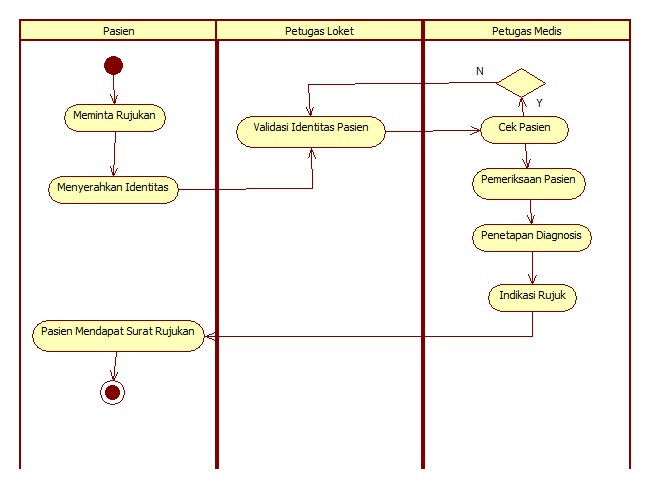 Pasien
Petugas Loket
Petugas Medis
N
Y
Meminta Rujukan
Validasi Identitas Pasien
Cek Pasien
Menyerahkan Identitas
Pemeriksaan Pasien
Penetapan Diagnosis
Indikasi Rujuk
Pasien Mendapat Surat Rujukan